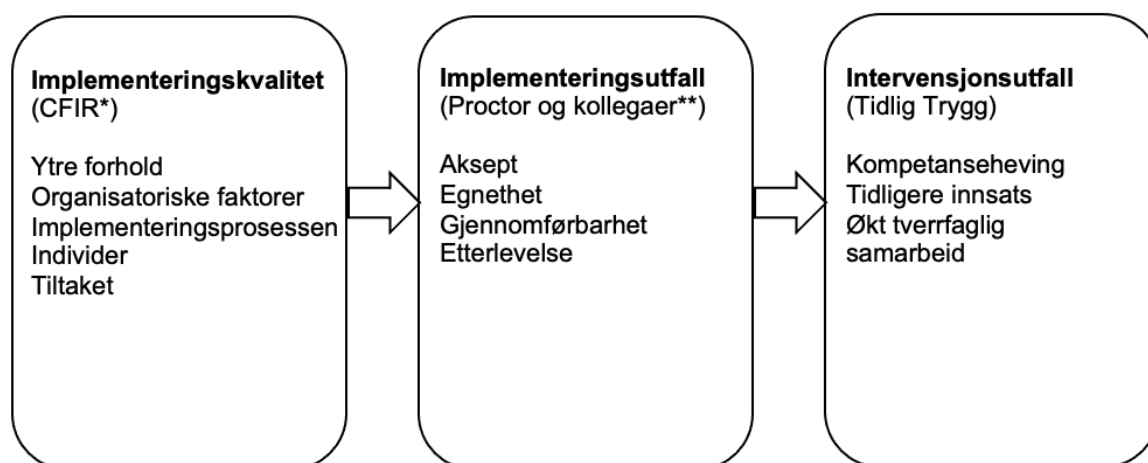 Implementeringskvalitet
(CFIR*)
Ytre forhold
Organisatoriske faktorer
Implementeringsprosessen
Individer
Tiltaket
Implementeringsutfall
(Proctor og kollegaer**)
Aksept
Egnethet
Gjennomførbarhet
Etterlevelse
Intervensjonsutfall
(Tidlig Trygg)
Kompetanseheving
Tidligere innsats
Økt tverrfaglig
samarbeid